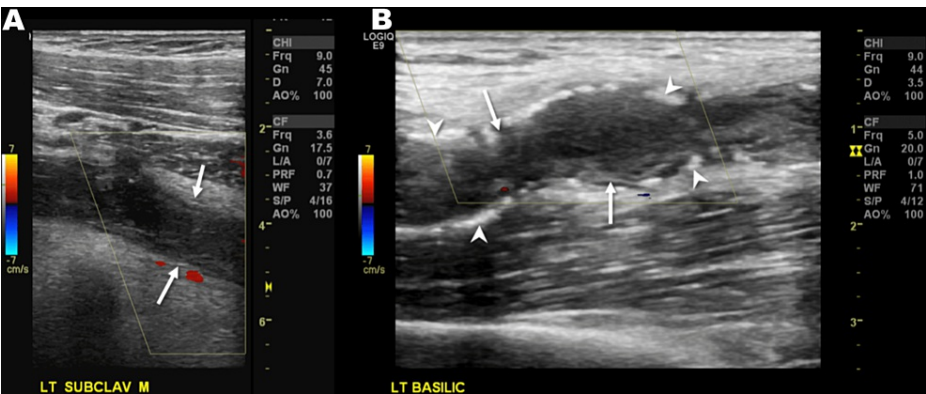 A
CHI
Frq 9.0
Gn 45
D 7.0
AO% 100
CF
Frq 3.6
Gn 17.5
L/A 0/7
PRF 0.7
WF 37
S/P 4/16
AO% 100
2
4
6
7
-7
cm/s
LT SUBCLAV M
B
LOGIQ
E9
CHI
Frq 9.0
Gn 44
D 3.5
AO% 100
CF
Frq 5.0
Gn 20.0
L/A 0/7
PRF 1.0
WF 71
S/P 4/12
AO% 100
1
2
3
7
-7
cm/s
LT BASILIC